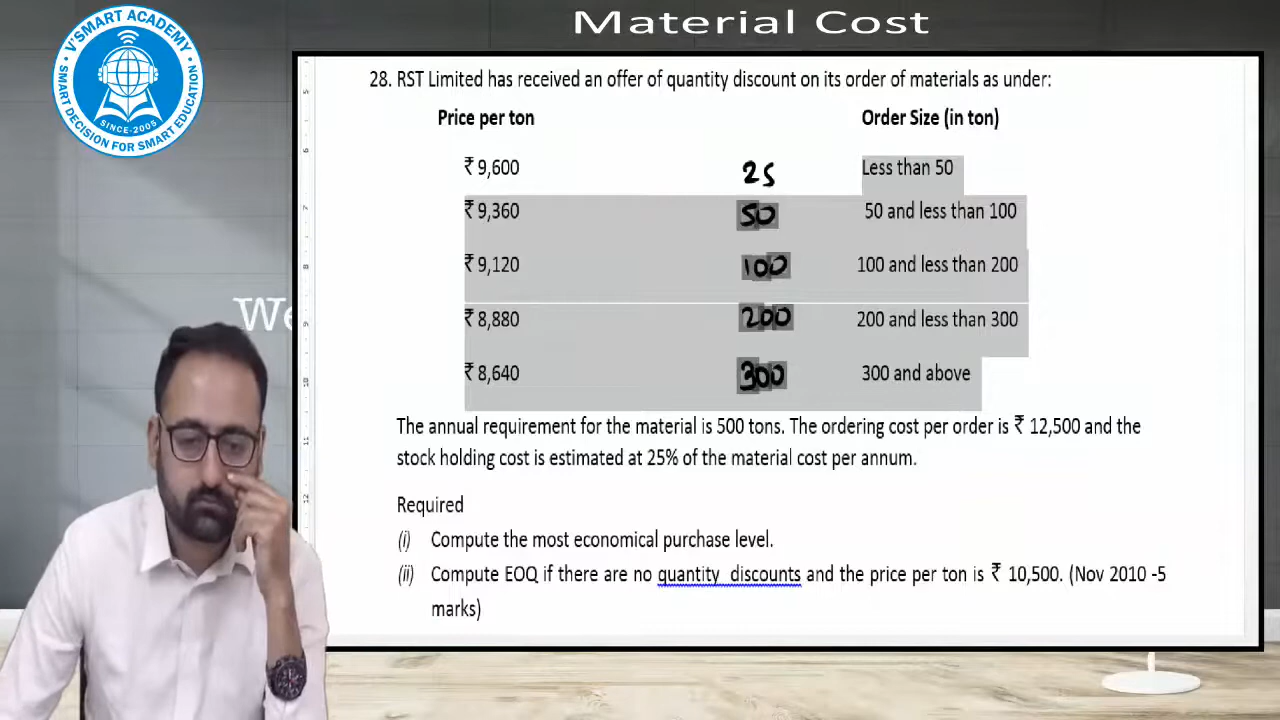 Material Cost
V'SMART ACADEMY
SINCE-2005
SMART DECISION FOR SMART EDUCATION
We
28. RST Limited has received an offer of quantity discount on its order of materials as under:
Price per ton Order Size (in ton)
₹ 9,600 25 Less than 50
₹ 9,360 50 50 and less than 100
₹ 9,120 100 100 and less than 200
₹ 8,880 200 200 and less than 300
₹ 8,640 300 300 and above
The annual requirement for the material is 500 tons. The ordering cost per order is ₹ 12,500 and the
stock holding cost is estimated at 25% of the material cost per annum.
Required
(i) Compute the most economical purchase level.
(ii) Compute EOQ if there are no quantity discounts and the price per ton is ₹ 10,500. (Nov 2010 -5
marks)